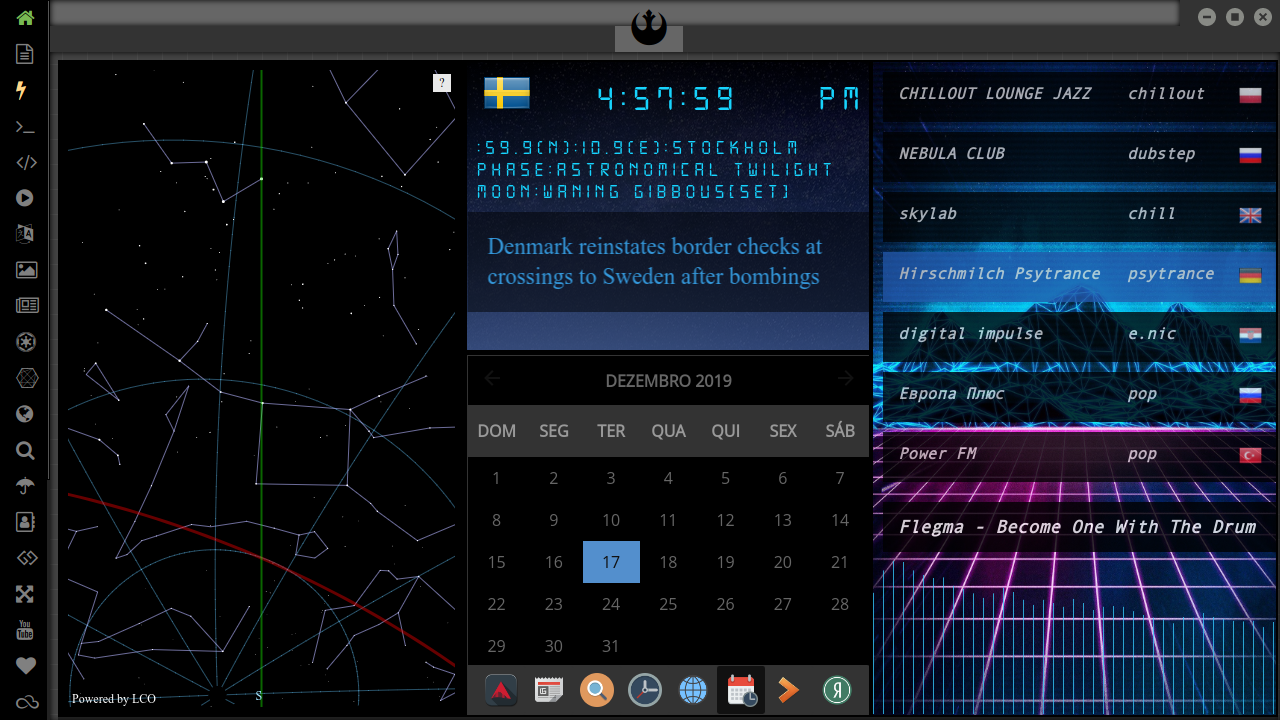 ?
Powered by LCO
S
4:57:59 PM
:59.9(N):10.9(E):STOCKHOLM
PHASE:ASTRONOMICAL TWILIGHT
MOON:WANING GIBBOUS(SET)
Denmark reinstates border checks at
crossings to Sweden after bombings
DEZEMBRO 2019
DOM SEG TER QUA QUI SEX SÁB
1 2 3 4 5 6 7
8 9 10 11 12 13 14
15 16 17 18 19 20 21
22 23 24 25 26 27 28
29 30 31
CHILLOUT LOUNGE JAZZ chillout
NEBULA CLUB dubstep
skylab chill
Hirschmilch Psytrance psytrance
digital impulse e.nic
Европа Плюс pop
Power FM pop
Flegma - Become One With The Drum
You
Tube
Я